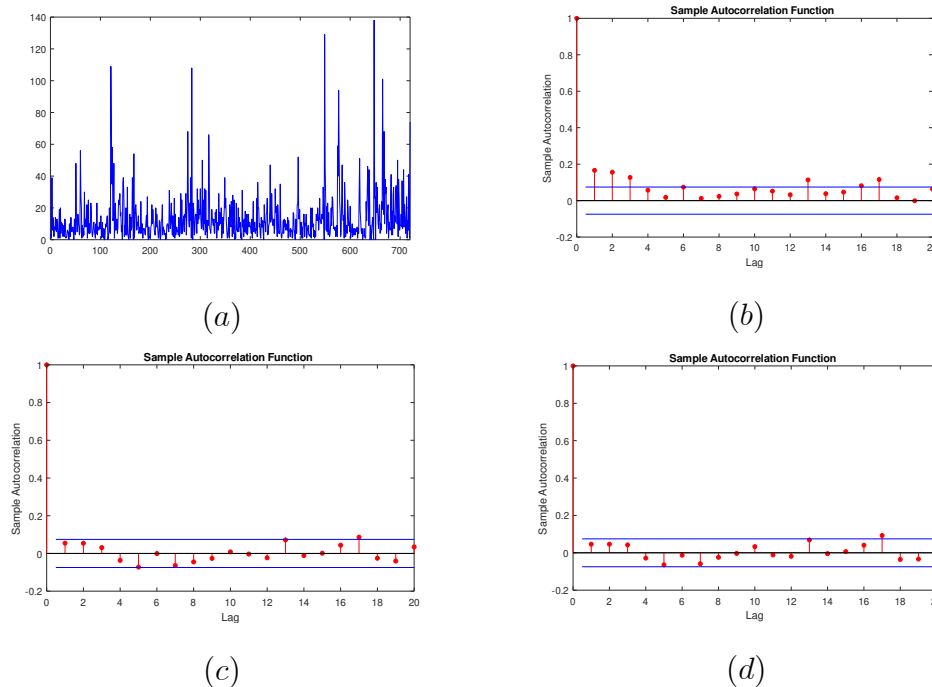 140
120
100
80
60
40
20
0
0 100 200 300 400 500 600 700
(a)
Sample Autocorrelation Function
Sample Autocorrelation
1
0.8
0.6
0.4
0.2
0
-0.2
0 2 4 6 8 10 12 14 16 18 20
Lag
(b)
Sample Autocorrelation Function
Sample Autocorrelation
1
0.8
0.6
0.4
0.2
0
-0.2
0 2 4 6 8 10 12 14 16 18 20
Lag
(c)
Sample Autocorrelation Function
Sample Autocorrelation
1
0.8
0.6
0.4
0.2
0
-0.2
0 2 4 6 8 10 12 14 16 18 20
Lag
(d)